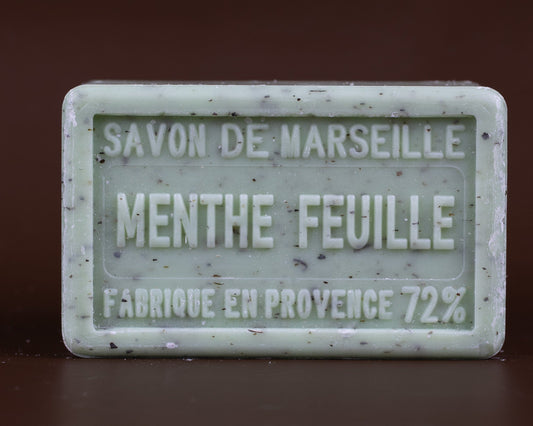 SAVON DE MARSEILLE
MENTHE FEUILLE
FABRIQUE EN PROVENCE 72%